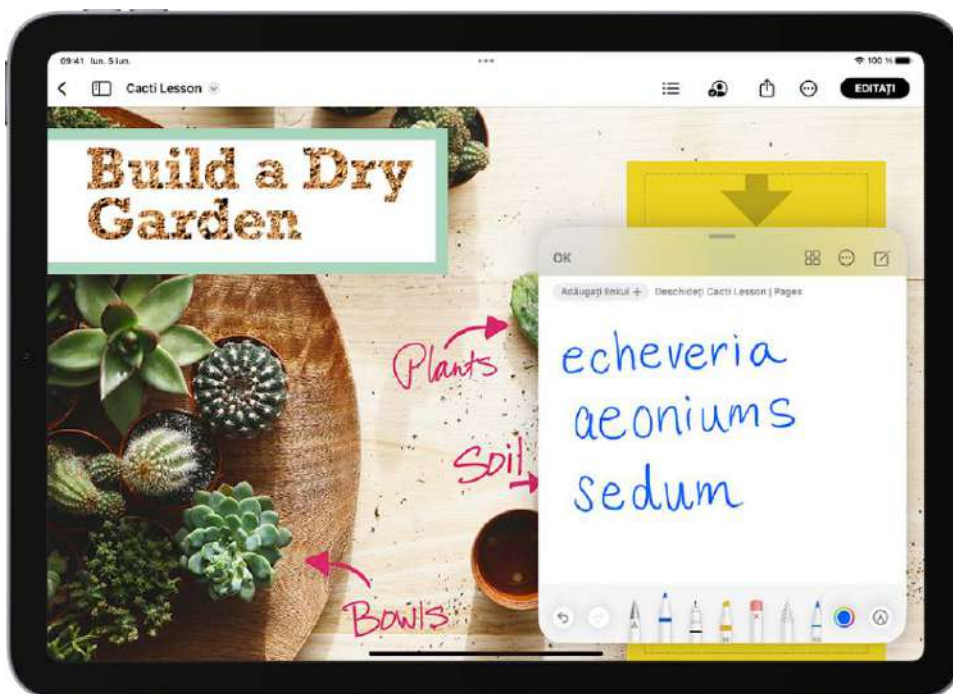 09:41 lun. 5 iun.
100 %
Cacti Lesson
EDITAȚI
Build a Dry
Garden
OK
Adăugați linkul + Deschideți Cacti Lesson | Pages
echeveria
aeoniums
sedum
Plants
Soil
Bowls